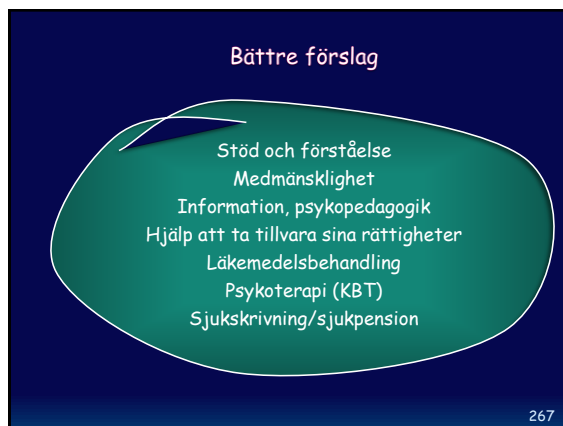 Bättre förslag
Stöd och förståelse
Medmänsklighet
Information, psykopedagogik
Hjälp att ta tillvara sina rättigheter
Läkemedelsbehandling
Psykoterapi (KBT)
Sjukskrivning/sjukpension
267